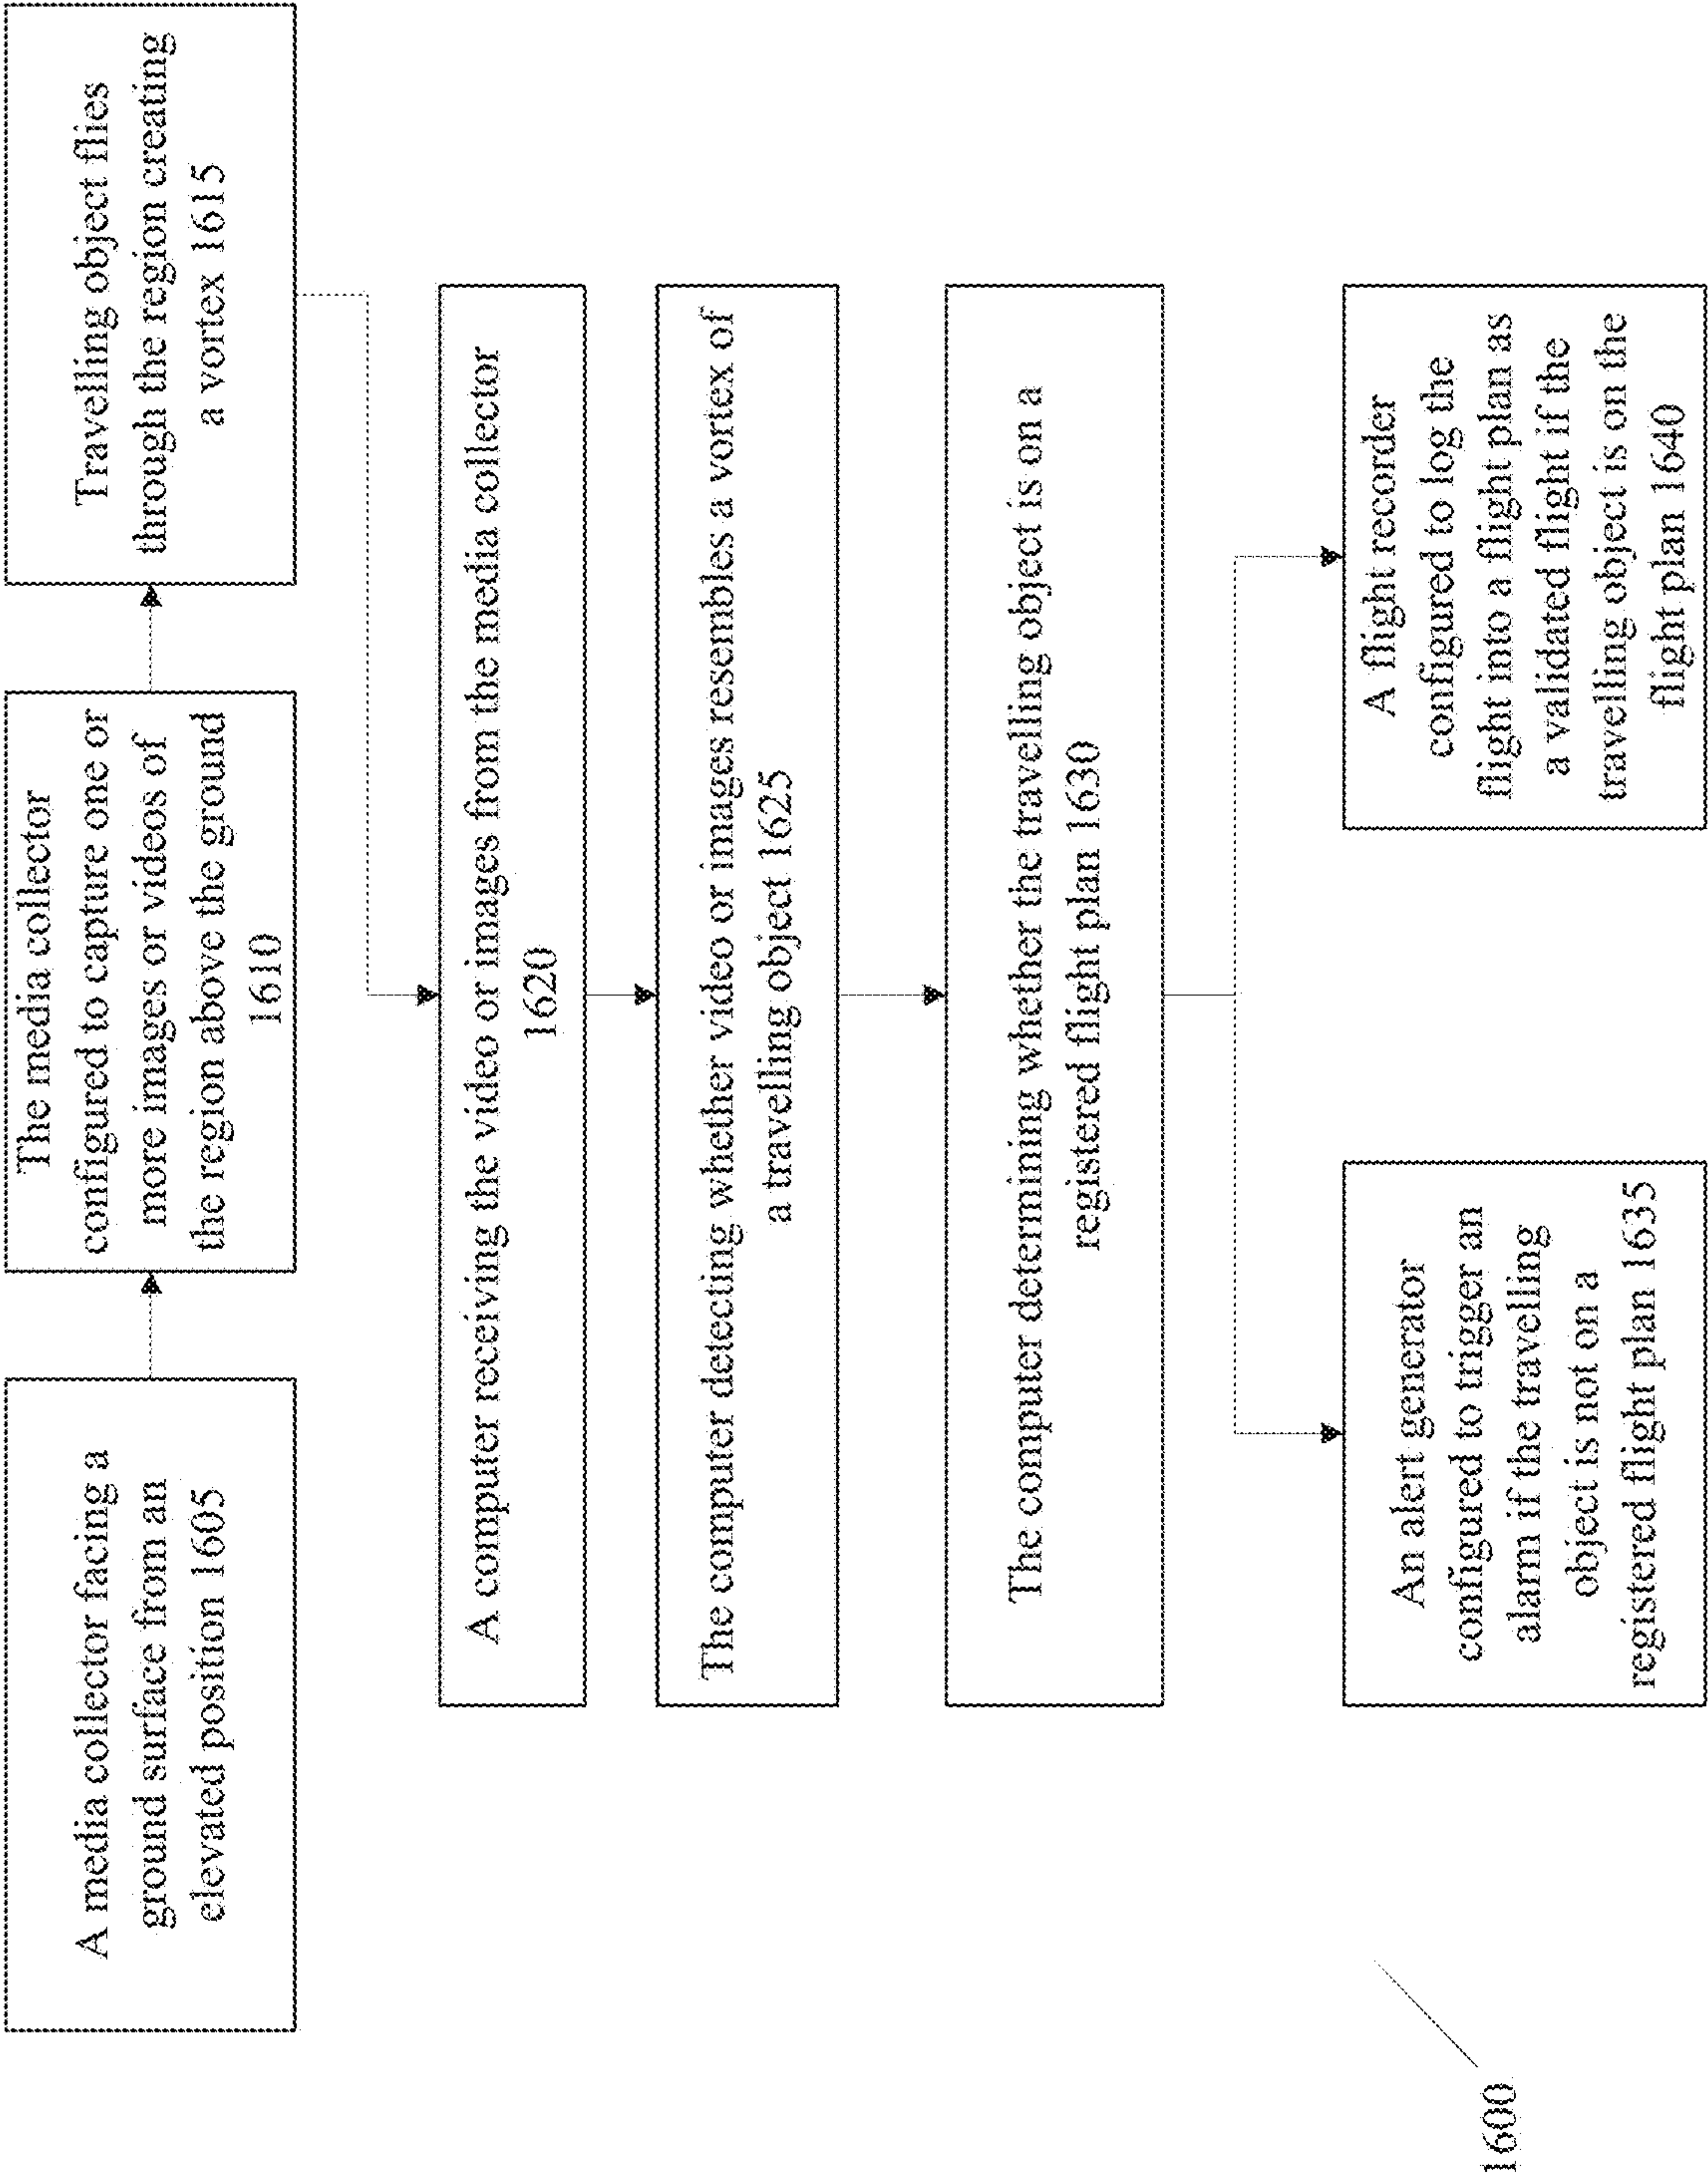 A media collector facing a
ground surface from an
elevated position 1605
The media collector
configured to capture one or
more images or videos of
the region above the ground
1610
Travelling object flies
through the region creating
a vortex 1615
A computer receiving the video or images from the media collector
1620
The computer detecting whether video or images resembles a vortex of
a travelling object 1625
The computer determining whether the travelling object is on a
registered flight plan 1630
An alert generator
configured to trigger an
alarm if the travelling
object is not on a
registered flight plan 1635
A flight recorder
configured to log the
flight into a flight plan as
a validated flight if the
travelling object is on the
flight plan 1640
1600